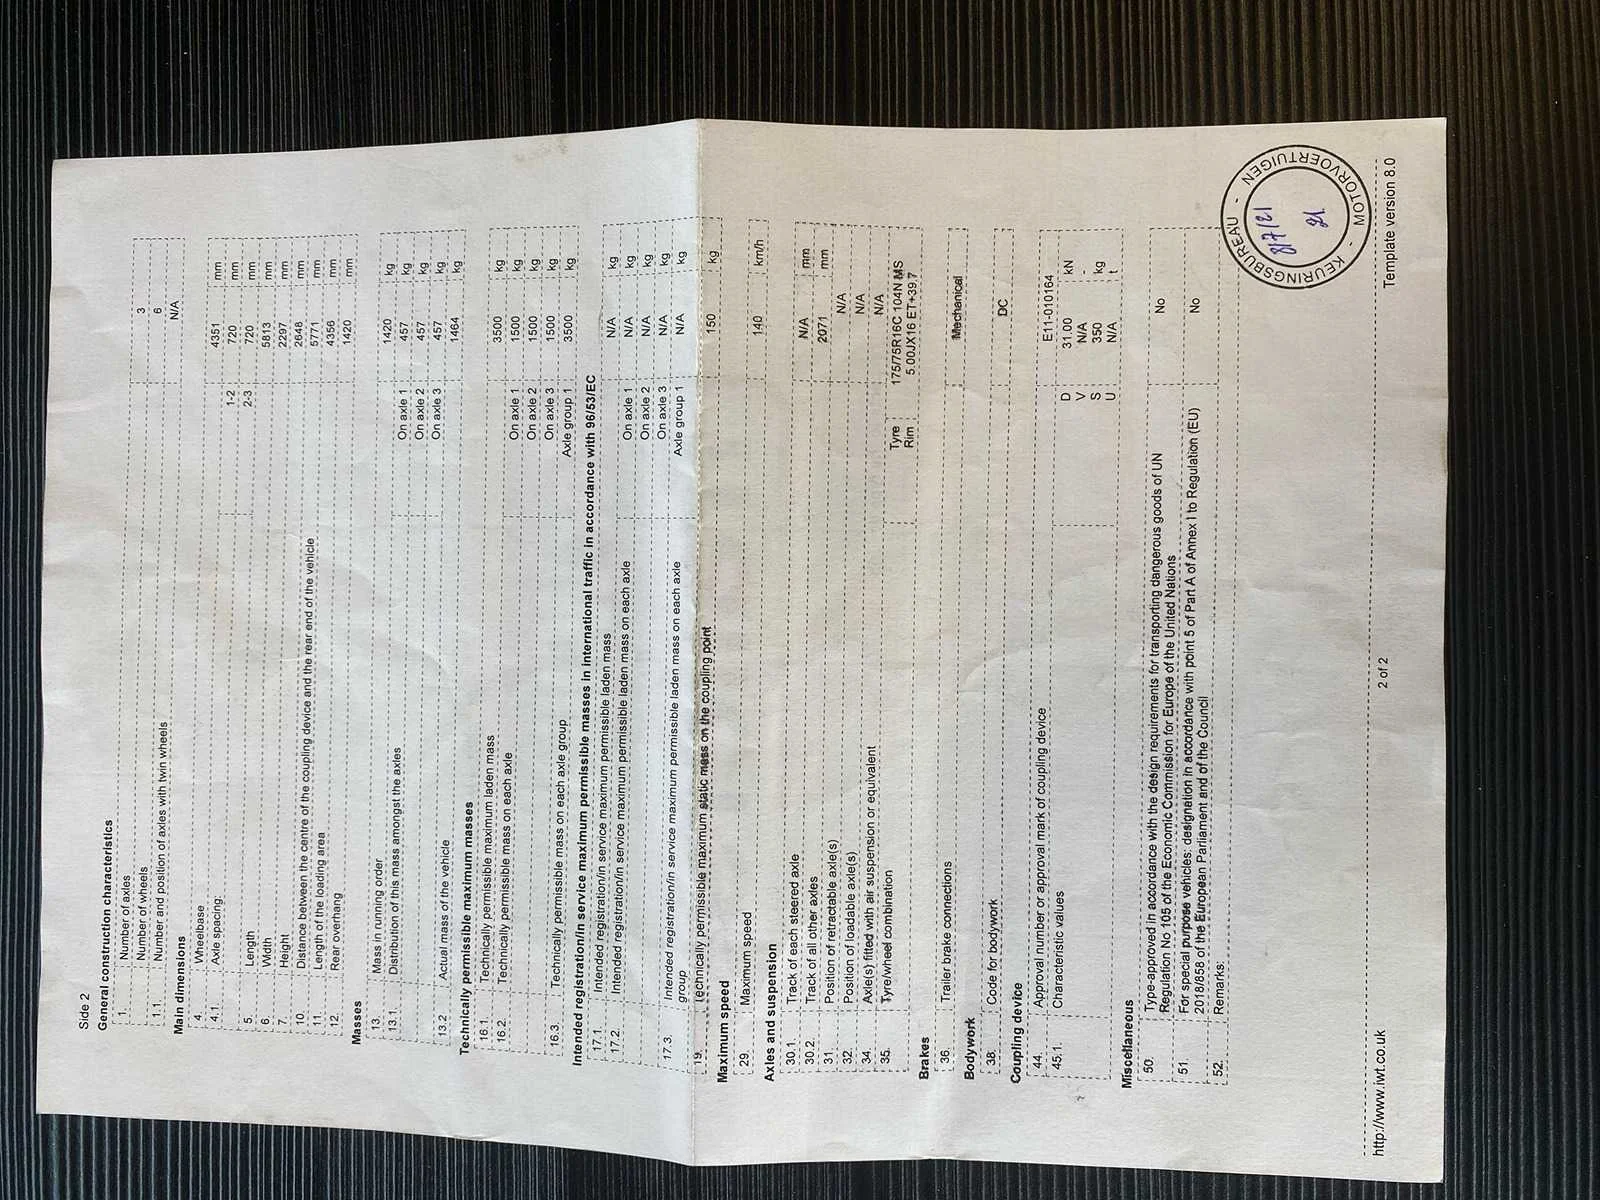 Side 2
General construction characteristics
1. Number of axles 3
Number of wheels 6
1.1 Number and position of axles with twin wheels N/A
Main dimensions
4. Wheelbase 4351 mm
4.1 Axle spacing: 1-2 720 mm
2-3 720 mm
5. Length 5813 mm
6. Width 2297 mm
7. Height 2648 mm
10. Distance between the centre of the coupling device and the rear end of the vehicle 5771 mm
11. Length of the loading area 4356 mm
12. Rear overhang 1420 mm
Masses
13. Mass in running order 1420 kg
13.1. Distribution of this mass amongst the axles On axle 1 457 kg
On axle 2 457 kg
On axle 3 457 kg
13.2 Actual mass of the vehicle 1464 kg
Technically permissible maximum masses
16.1. Technically permissible maximum laden mass 3500 kg
16.2. Technically permissible mass on each axle On axle 1 1500 kg
On axle 2 1500 kg
On axle 3 1500 kg
16.3. Technically permissible mass on each axle group Axle group 1 3500 kg
Intended registration/in service maximum permissible masses in international traffic in accordance with 96/53/EC
17.1. Intended registration/in service maximum permissible laden mass N/A kg
17.2. Intended registration/in service maximum permissible laden mass on each axle On axle 1 N/A kg
On axle 2 N/A kg
On axle 3 N/A kg
17.3. Intended registration/in service maximum permissible laden mass on each axle Axle group 1 N/A kg
group
19. Technically permissible maximum static mass on the coupling point 150 kg
Maximum speed
29. Maximum speed 140 km/h
Axles and suspension
30.1. Track of each steered axle N/A mm
30.2. Track of all other axles 2071 mm
31. Position of retractable axle(s) N/A
32. Position of loadable axle(s) N/A
34. Axle(s) fitted with air suspension or equivalent N/A
35. Tyre/wheel combination Tyre 175/75R16C 104N MS
Rim 5.00JX16 ET+39.7
Brakes
36. Trailer brake connections Mechanical
Bodywork
38. Code for bodywork DC
Coupling device
44. Approval number or approval mark of coupling device E11-010164
45.1. Characteristic values D 31.00 kN
V N/A -
S 350 kg
U N/A t
Miscellaneous
50. Type-approved in accordance with the design requirements for transporting dangerous goods of UN No
Regulation No 105 of the Economic Commission for Europe of the United Nations
51. For special purpose vehicles: designation in accordance with point 5 of Part A of Annex I to Regulation (EU) No
2018/858 of the European Parliament and of the Council
52. Remarks:
KEURINGSBUREAU - MOTORVOERTUIGEN -
8/7/21
http://www.iwt.co.uk 2 of 2 Template version 8.0